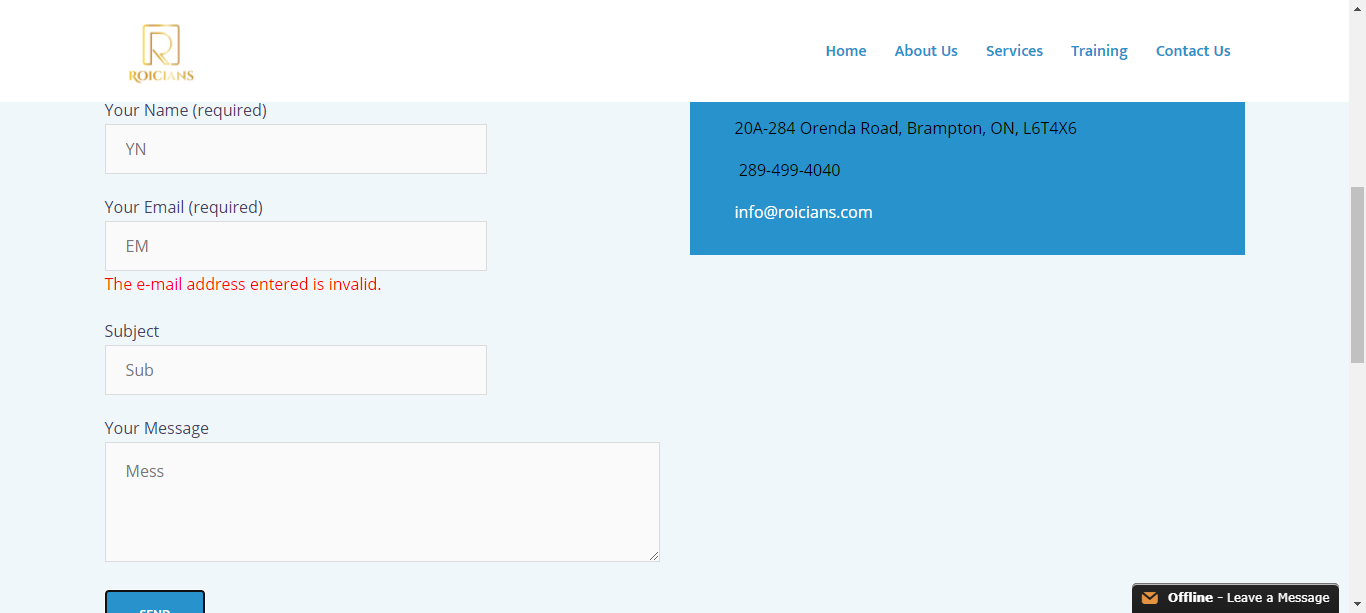 ROICIANS
Home About Us Services Training Contact Us
Your Name (required)
YN
Your Email (required)
EM
The e-mail address entered is invalid.
Subject
Sub
Your Message
Mess
SEND
20A-284 Orenda Road, Brampton, ON, L6T4X6
289-499-4040
info@roicians.com
Offline - Leave a Message